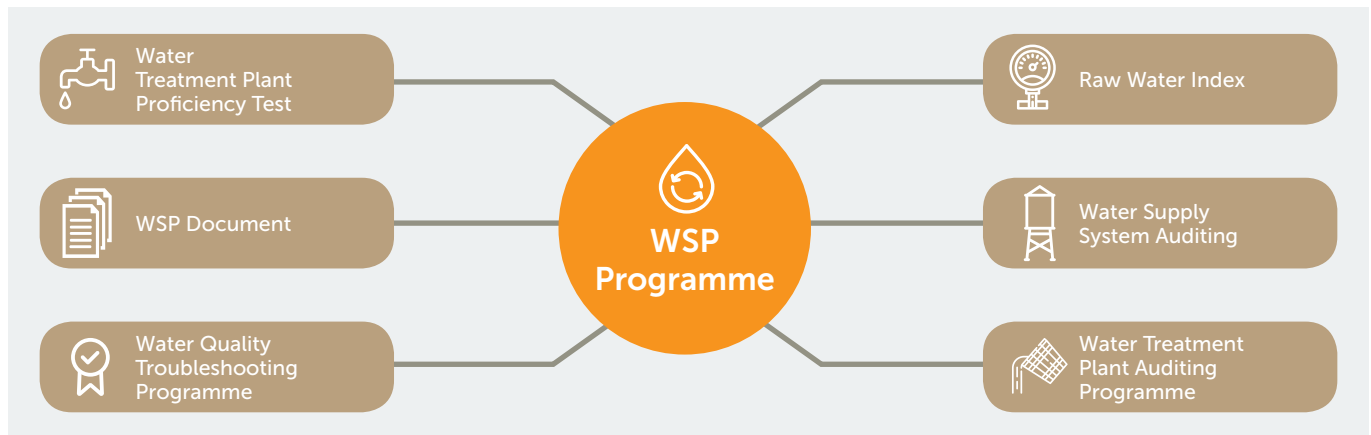 Water
Treatment Plant
Proficiency Test
WSP Document
Water Quality
Troubleshooting
Programme
WSP
Programme
Raw Water Index
Water Supply
System Auditing
Water Treatment
Plant Auditing
Programme